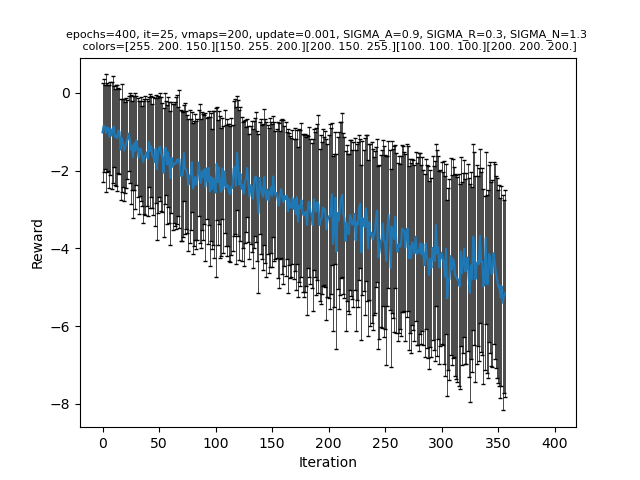 epochs=400, it=25, vmaps=200, update=0.001, SIGMA_A=0.9, SIGMA_R=0.3, SIGMA_N=1.3
colors=[255. 200. 150.][150. 255. 200.][200. 150. 255.][100. 100. 100.][200. 200. 200.]
0
−2
−4
−6
−8
Reward
0 50 100 150 200 250 300 350 400
Iteration